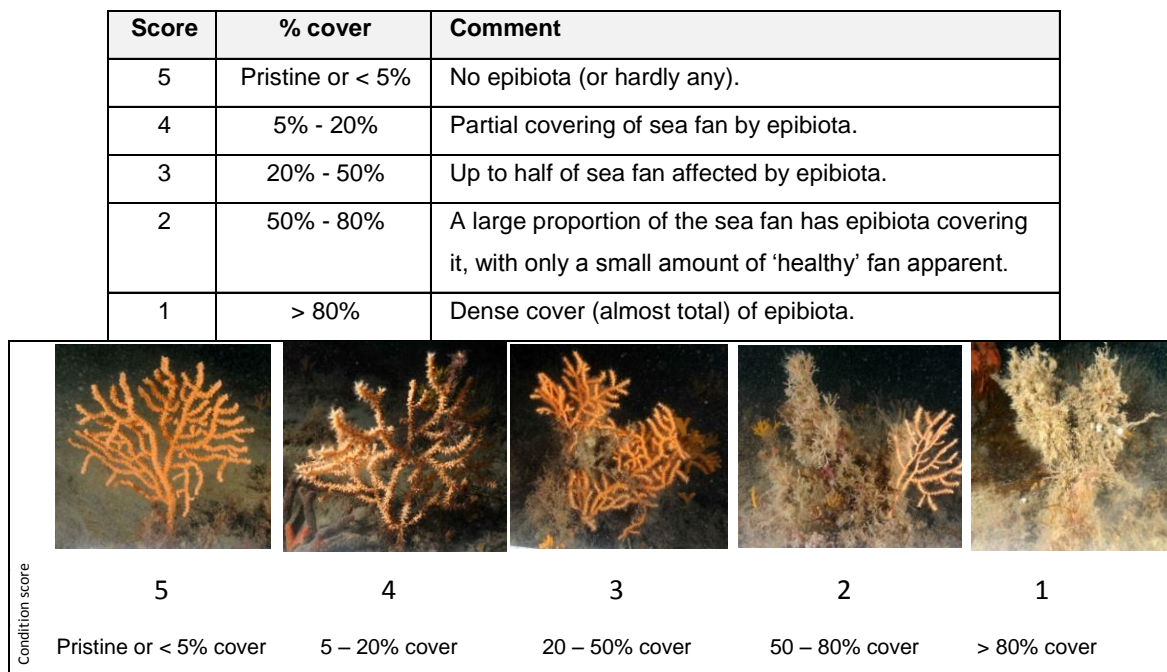 Score % cover Comment
5 Pristine or < 5% No epibiota (or hardly any).
4 5% - 20% Partial covering of sea fan by epibiota.
3 20% - 50% Up to half of sea fan affected by epibiota.
2 50% - 80% A large proportion of the sea fan has epibiota covering
it, with only a small amount of ‘healthy’ fan apparent.
1 > 80% Dense cover (almost total) of epibiota.
Condition score
5 4 3 2 1
Pristine or < 5% cover 5 – 20% cover 20 – 50% cover 50 – 80% cover > 80% cover